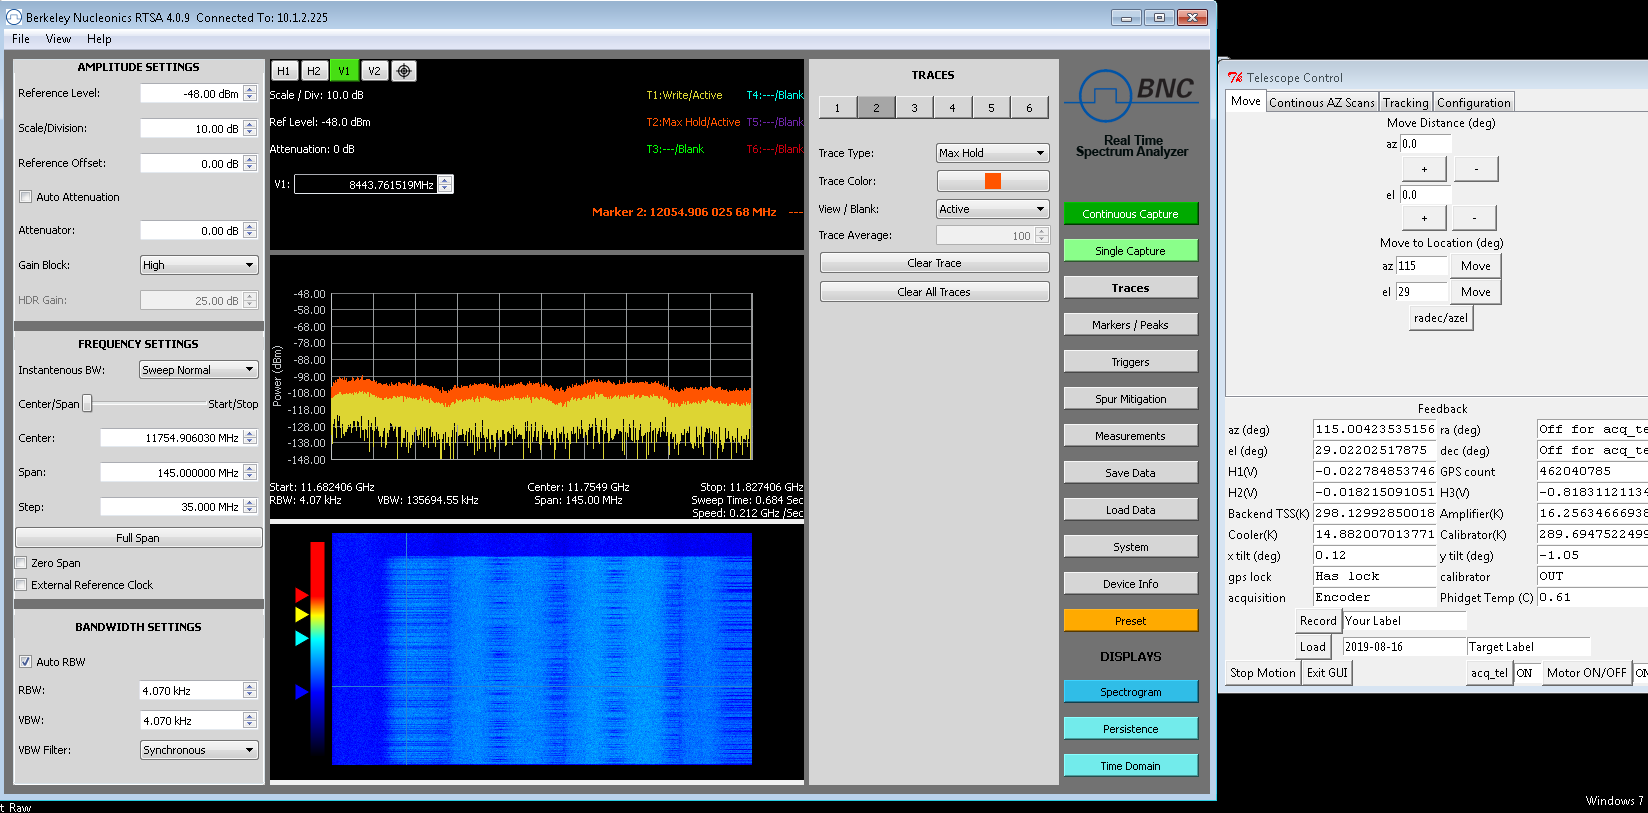 Berkeley Nucleonics RTSA 4.0.9 Connected To: 10.1.2.225
File View Help
AMPLITUDE SETTINGS
Reference Level: -48.00 dBm
Scale/Division: 10.00 dB
Reference Offset: 0.00 dB
Auto Attenuation
Attenuator: 0.00 dB
Gain Block: High
HDR Gain: 25.00 dB
FREQUENCY SETTINGS
Instantenous BW: Sweep Normal
Center/Span Start/Stop
Center: 11754.906030 MHz
Span: 145.000000 MHz
Step: 35.000 MHz
Full Span
Zero Span
External Reference Clock
BANDWIDTH SETTINGS
Auto RBW
RBW: 4.070 kHz
VBW: 4.070 kHz
VBW Filter: Synchronous
H1 H2 V1 V2
Scale / Div: 10.0 dB T1:Write/Active T4:---/Blank
Ref Level: -48.0 dBm T2:Max Hold/Active T5:---/Blank
Attenuation: 0 dB T3:---/Blank T6:---/Blank
V1: 8443.761519MHz
Marker 2: 12054.906 025 68 MHz ---
-48.00
-58.00
-68.00
-78.00
-88.00
-98.00
-108.00
-118.00
-128.00
-138.00
-148.00
Power (dBm)
Start: 11.682406 GHz Center: 11.7549 GHz Stop: 11.827406 GHz
RBW: 4.07 kHz VBW: 135694.55 kHz Span: 145.00 MHz Sweep Time: 0.684 Sec
Speed: 0.212 GHz /Sec
TRACES
1 2 3 4 5 6
Trace Type: Max Hold
Trace Color:
View / Blank: Active
Trace Average: 100
Clear Trace
Clear All Traces
BNC
Real Time
Spectrum Analyzer
Continuous Capture
Single Capture
Traces
Markers / Peaks
Triggers
Spur Mitigation
Measurements
Save Data
Load Data
System
Device Info
Preset
DISPLAYS
Spectrogram
Persistence
Time Domain
Telescope Control
Move Continous AZ Scans Tracking Configuration
Move Distance (deg)
az 0.0
+ -
el 0.0
+ -
Move to Location (deg)
az 115 Move
el 29 Move
radec/azel
Feedback
az (deg) 115.00423535156 ra (deg) Off for acq_te
el (deg) 29.02202517875 dec (deg) Off for acq_te
H1(V) -0.022784853746 GPS count 462040785
H2(V) -0.018215091051 H3(V) -0.81831121134
Backend TSS(K) 298.12992850018 Amplifier(K) 16.25634666938
Cooler(K) 14.882007013771 Calibrator(K) 289.6947522499
x tilt (deg) 0.12 y tilt (deg) -1.05
gps lock Has lock calibrator OUT
acquisition Encoder Phidget Temp (C) 0.61
Record Your Label
Load 2019-08-16 Target Label
Stop Motion Exit GUI acq_tel ON Motor ON/OFF ON
t Raw
Windows 7